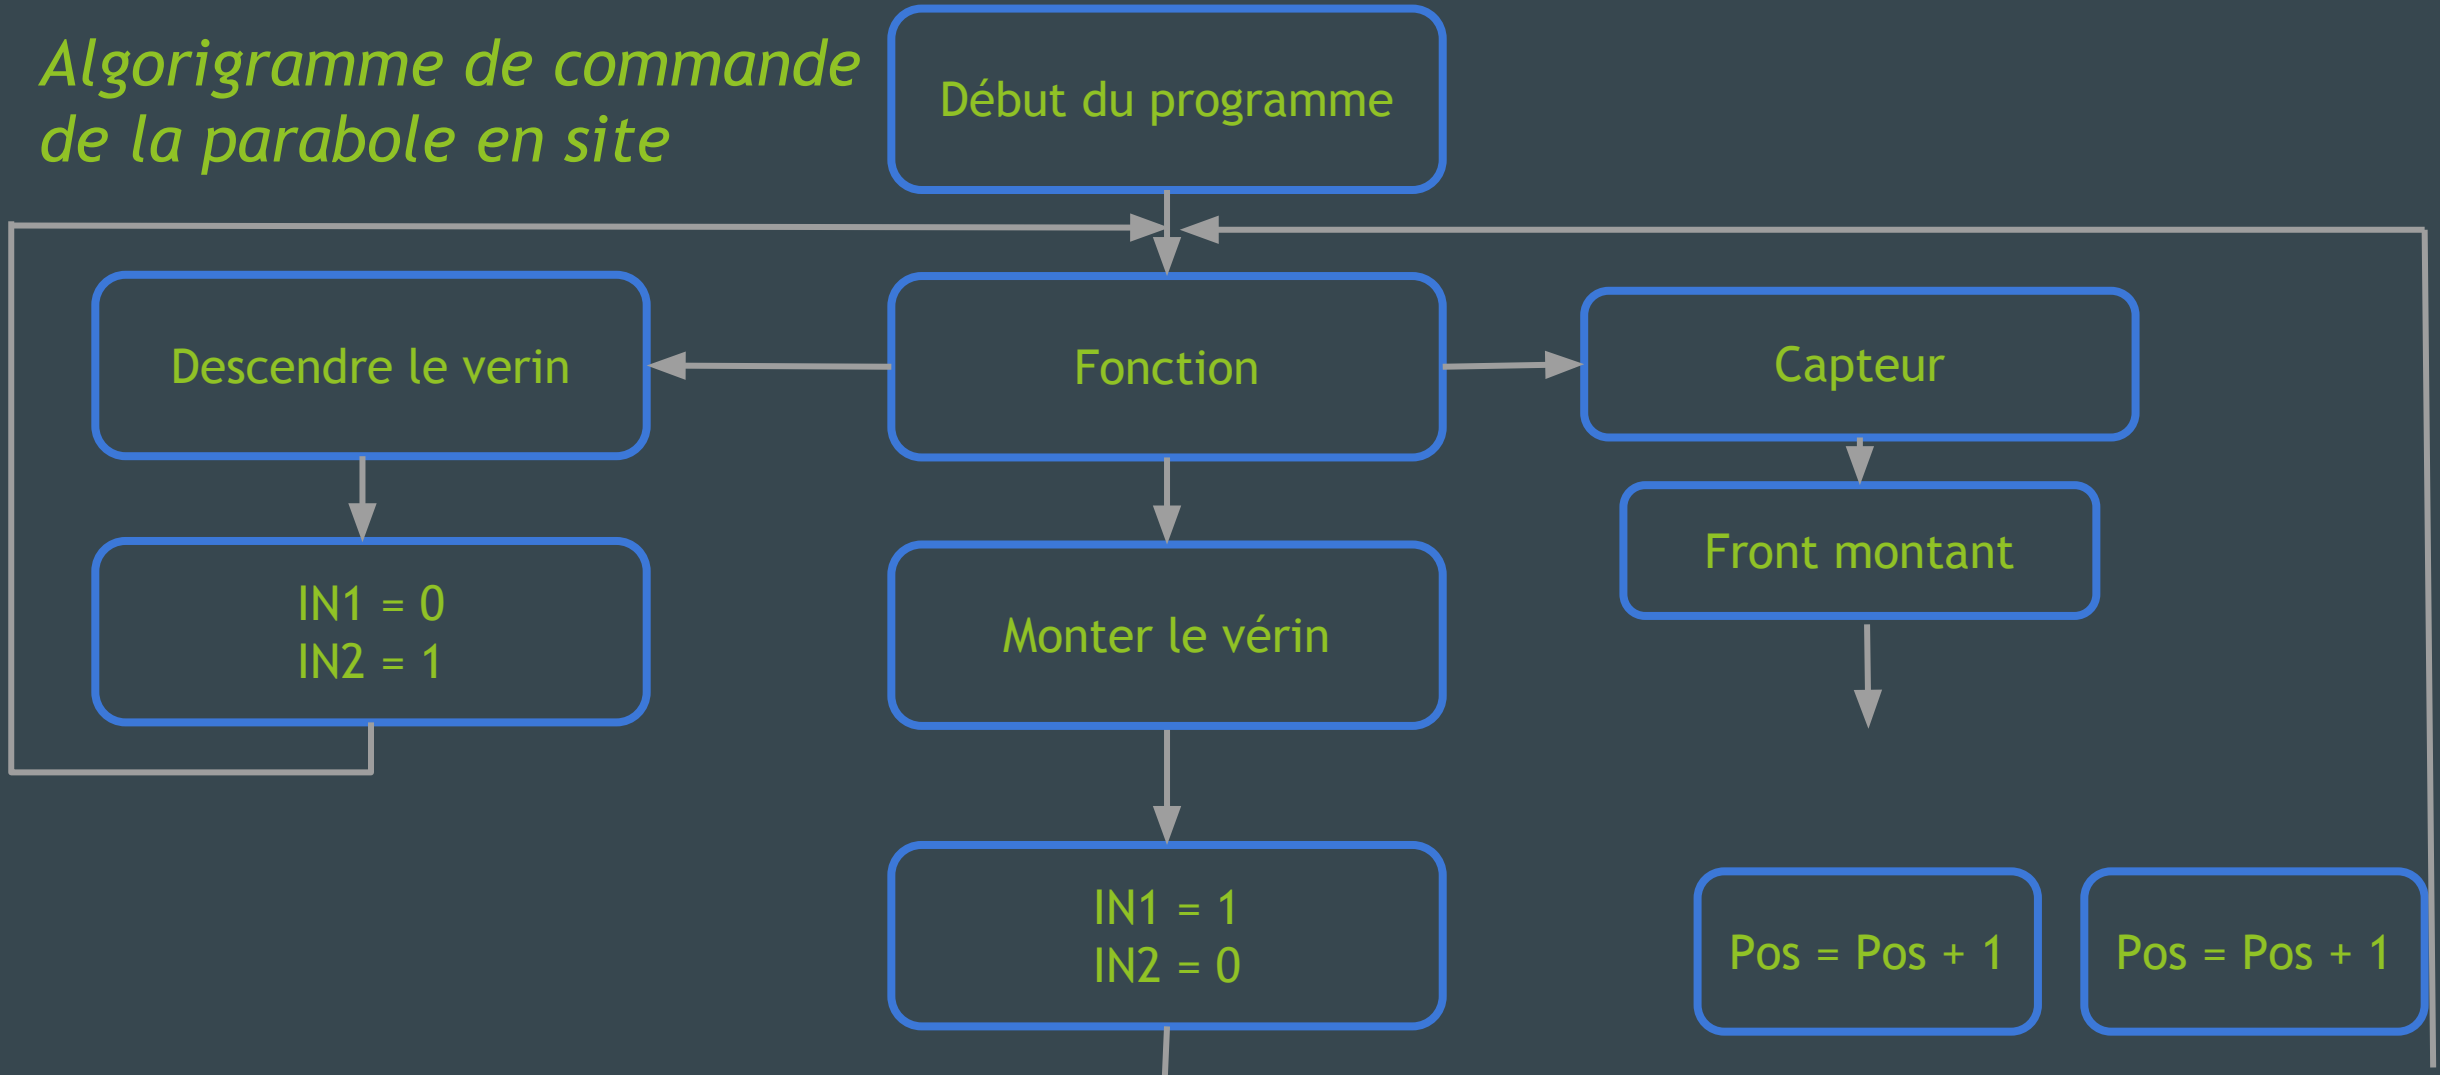 Algorigramme de commande
de la parabole en site
Début du programme
Descendre le verin
Fonction
Capteur
Front montant
IN1 = 0
IN2 = 1
Monter le vérin
IN1 = 1
IN2 = 0
Pos = Pos + 1
Pos = Pos + 1